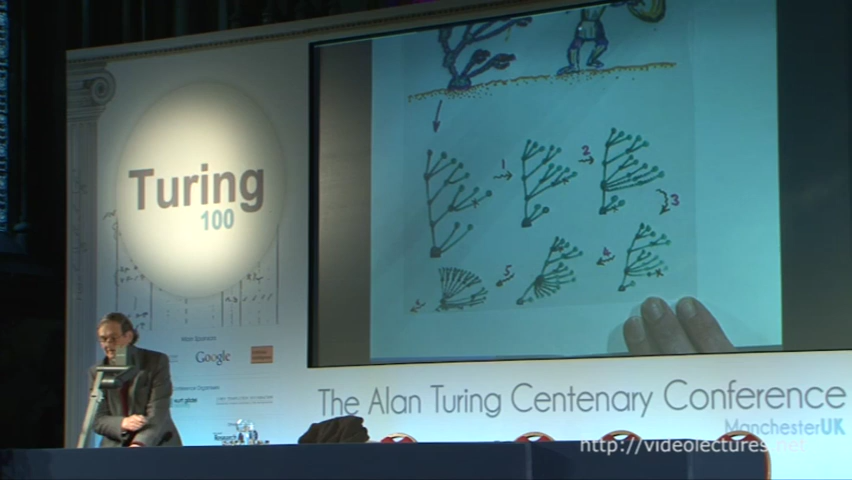 Turing
100
1
2
3
4
5
Google
The Alan Turing Centenary Conference
ManchesterUK
http://videolectures.net